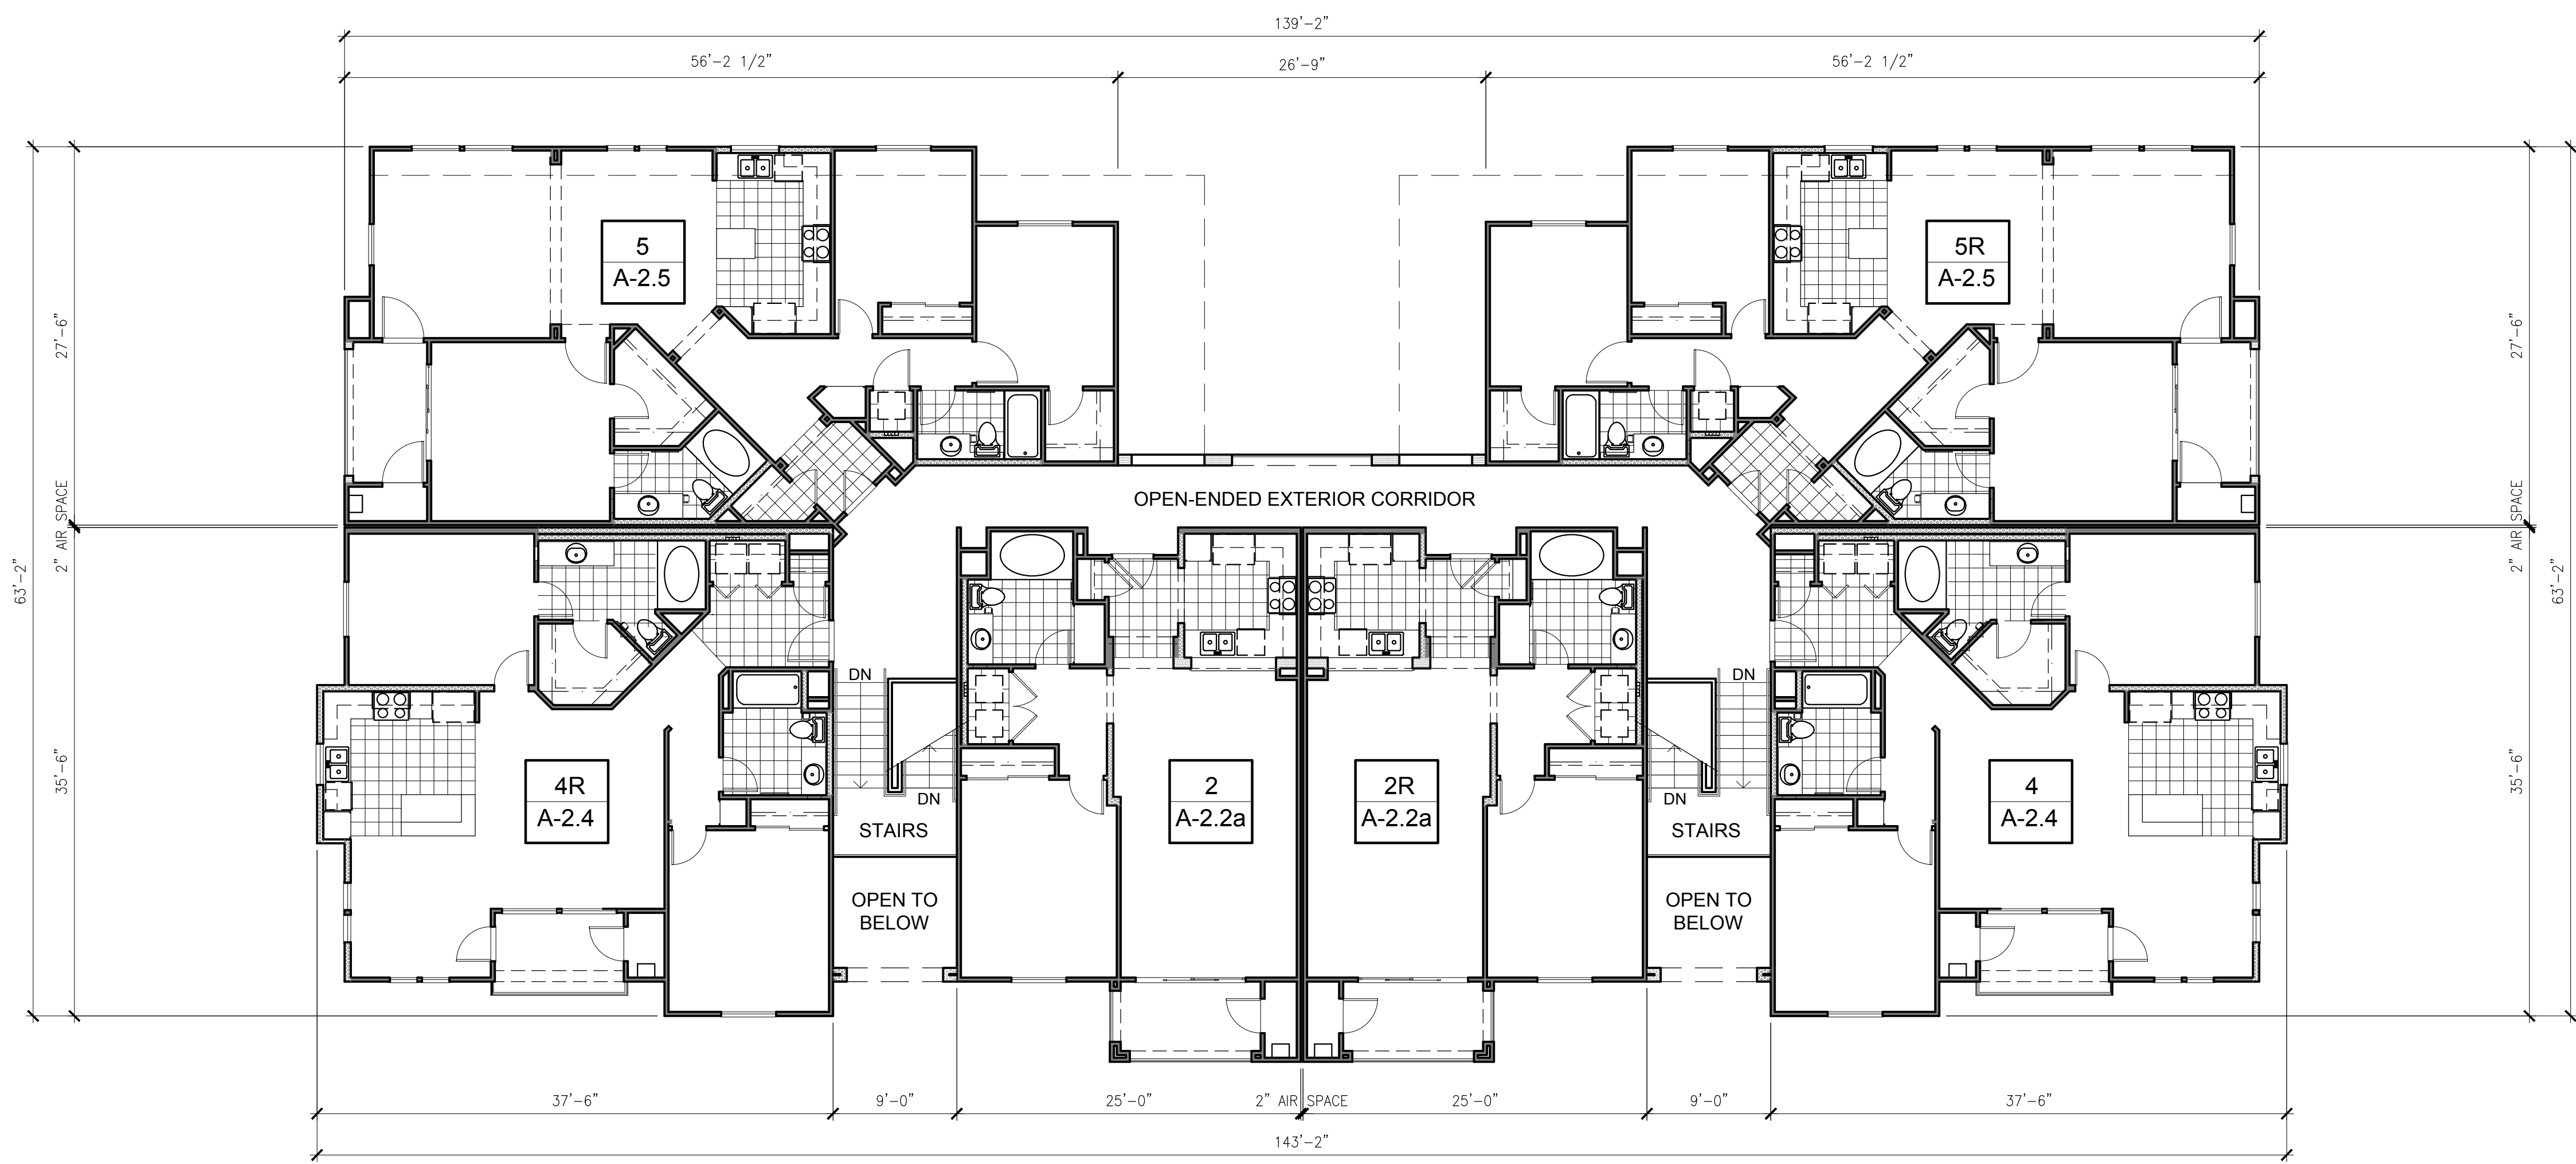 139'-2"
56'-2 1/2"
26'-9"
56'-2 1/2"
5
A-2.5
5R
A-2.5
27'-6"
27'-6"
OPEN-ENDED EXTERIOR CORRIDOR
2" AIR SPACE
2" AIR SPACE
63'-2"
63'-2"
DN
DN
35'-6"
35'-6"
4R
A-2.4
2
A-2.2a
2R
A-2.2a
4
A-2.4
DN
DN
STAIRS
STAIRS
OPEN TO
BELOW
OPEN TO
BELOW
37'-6"
9'-0"
25'-0"
2" AIR SPACE
25'-0"
9'-0"
37'-6"
143'-2"